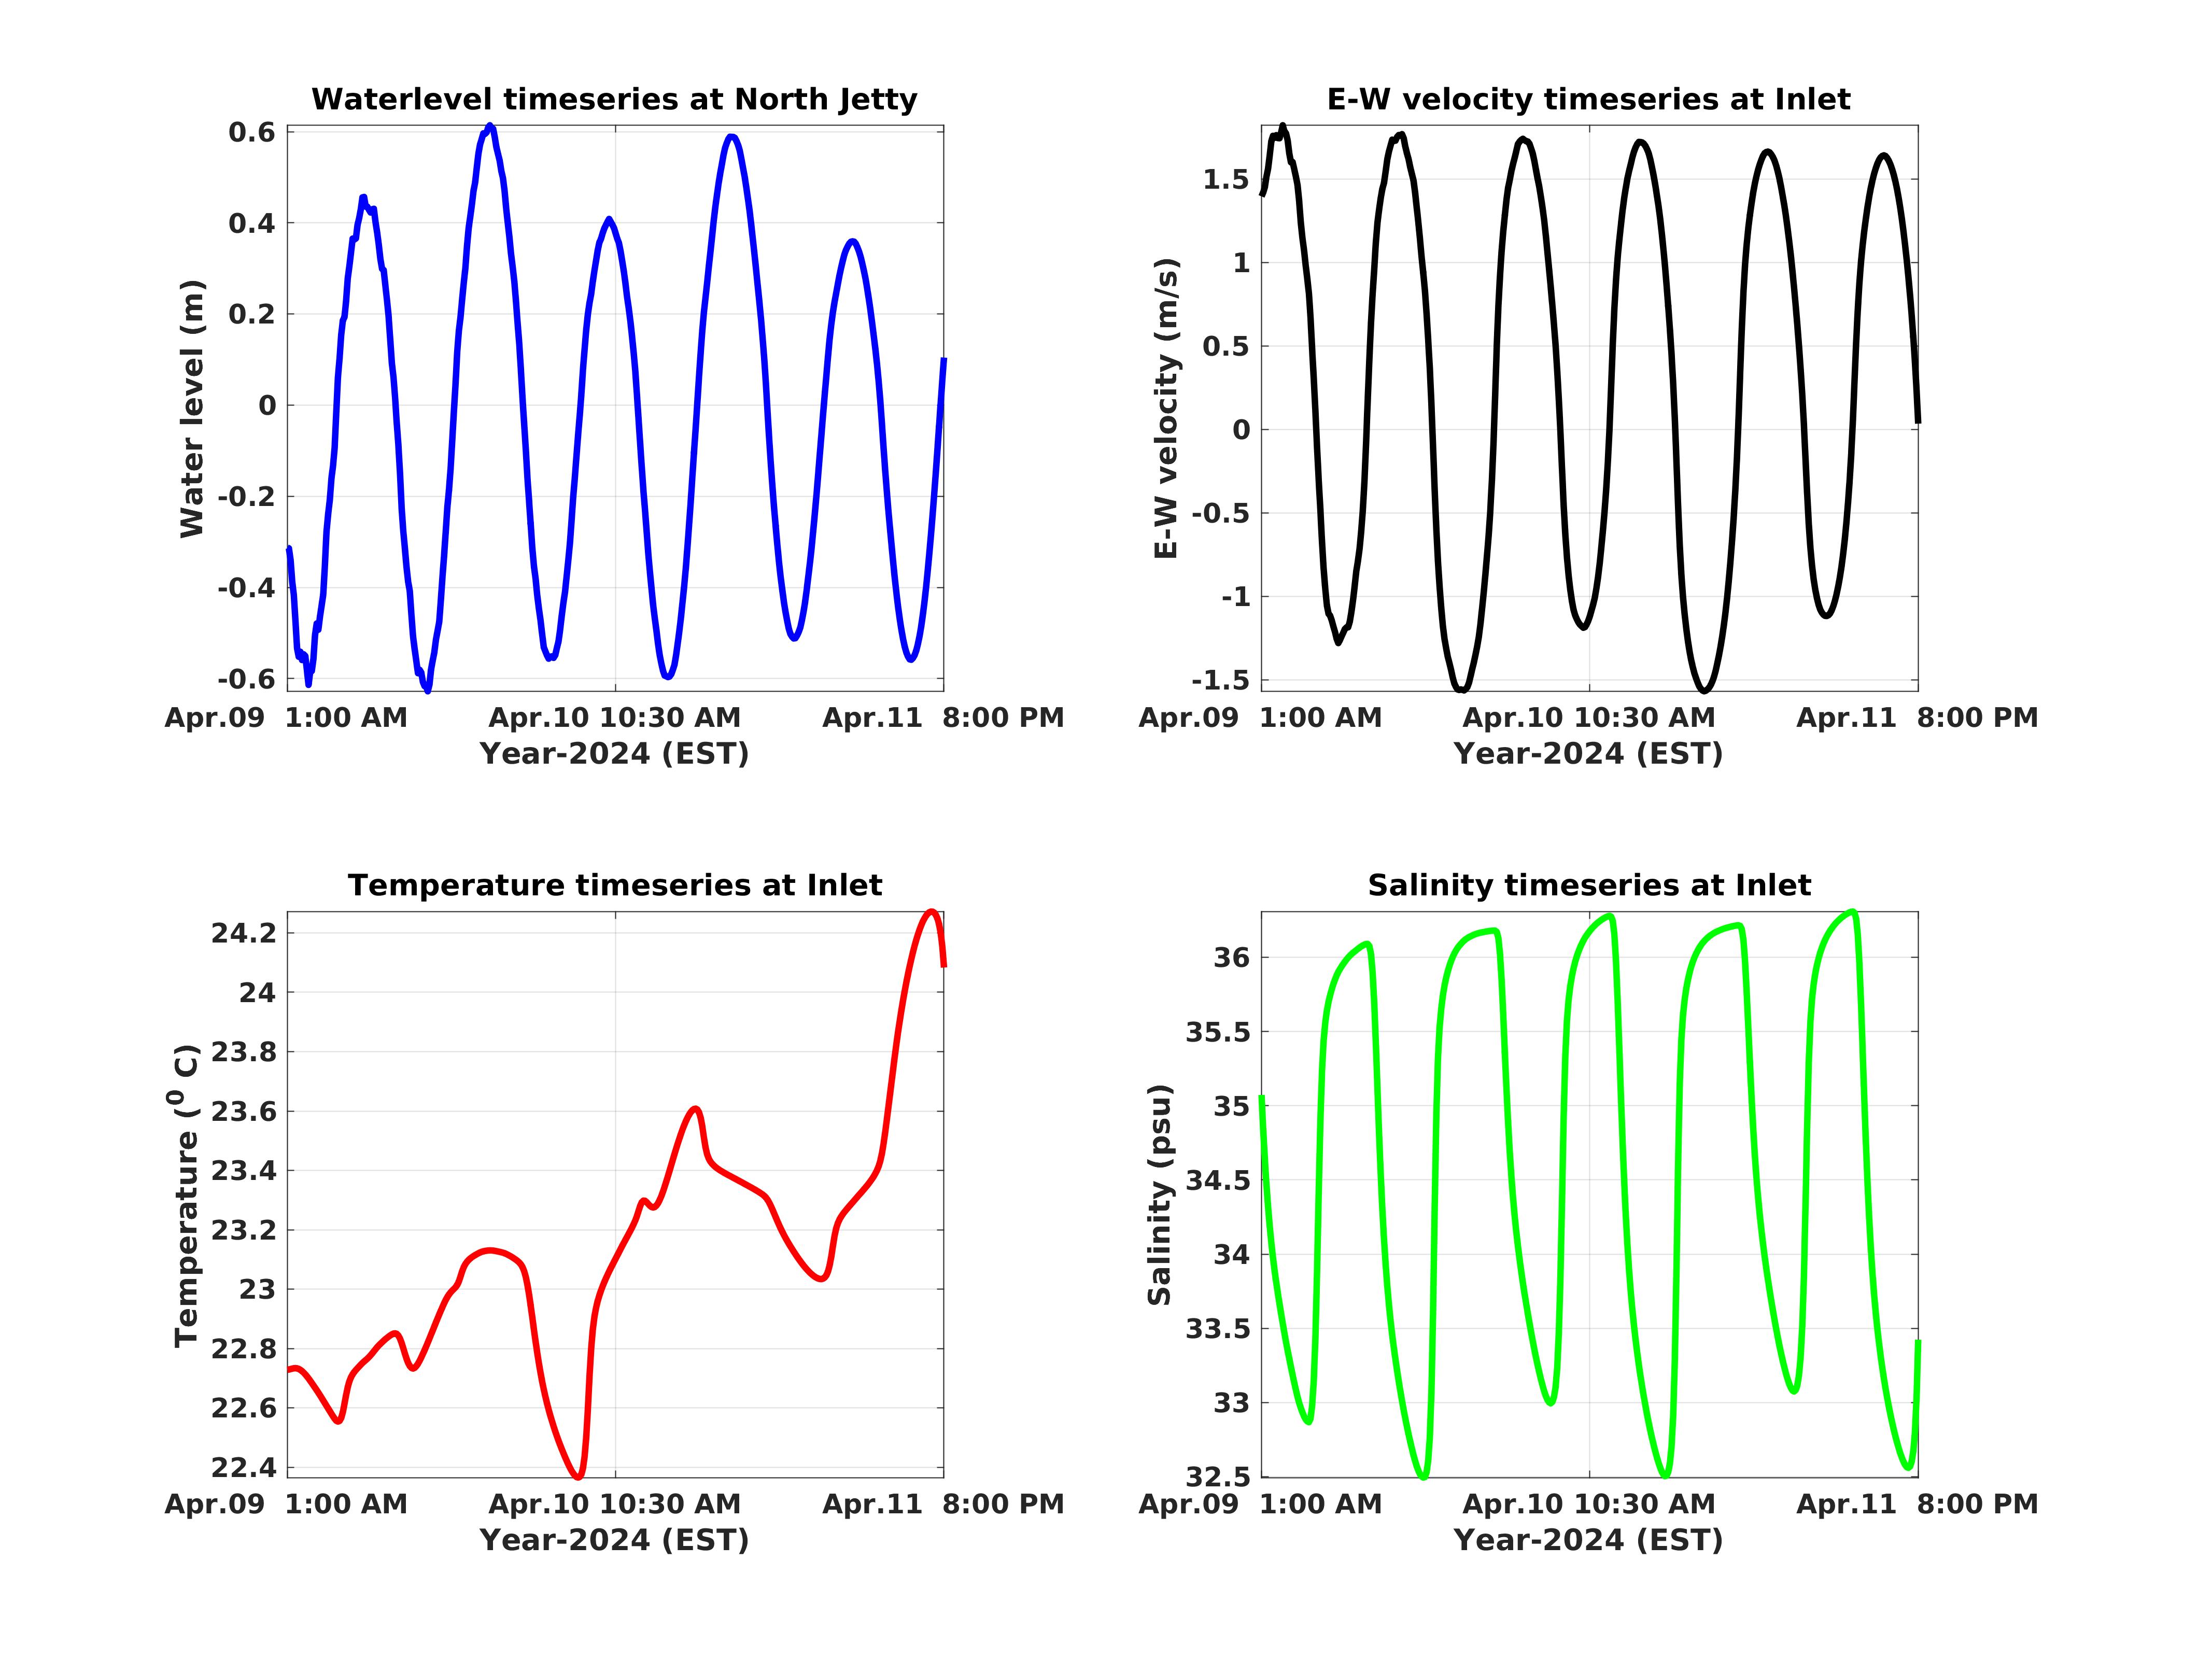 Waterlevel timeseries at North Jetty
Water level (m)
0.6
0.4
0.2
0
-0.2
-0.4
-0.6
Apr.09 1:00 AM
Apr.10 10:30 AM
Apr.11 8:00 PM
Year-2024 (EST)
E-W velocity timeseries at Inlet
E-W velocity (m/s)
1.5
1
0.5
0
-0.5
-1
-1.5
Apr.09 1:00 AM
Apr.10 10:30 AM
Apr.11 8:00 PM
Year-2024 (EST)
Temperature timeseries at Inlet
Temperature (⁰ C)
24.2
24
23.8
23.6
23.4
23.2
23
22.8
22.6
22.4
Apr.09 1:00 AM
Apr.10 10:30 AM
Apr.11 8:00 PM
Year-2024 (EST)
Salinity timeseries at Inlet
Salinity (psu)
36
35.5
35
34.5
34
33.5
33
32.5
Apr.09 1:00 AM
Apr.10 10:30 AM
Apr.11 8:00 PM
Year-2024 (EST)